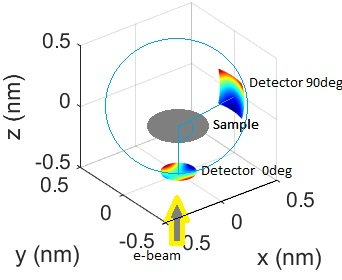 0.5
0
-0.5
z (nm)
Detector 90deg
Sample
Detector 0deg
0.5
0
-0.5
y (nm)
e-beam
-0.5
0
0.5
x (nm)